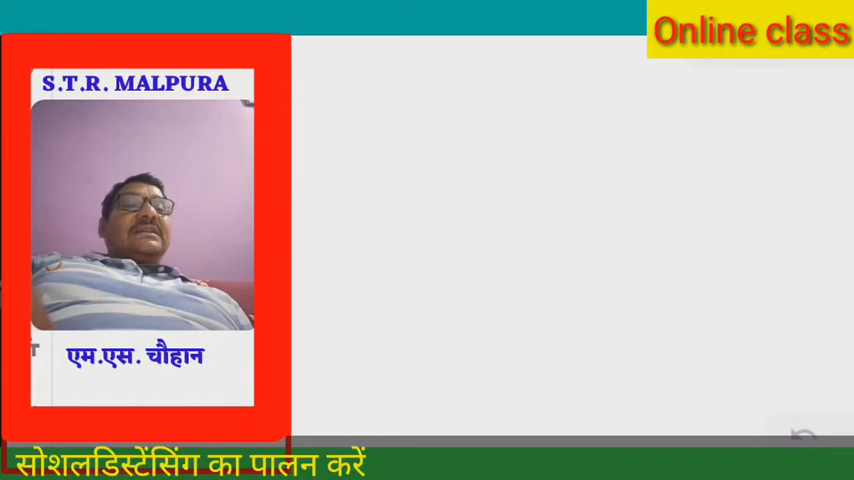 Online class
S.T.R. MALPURA
एम.एस. चौहान
सोशलडिस्टेंसिंग का पालन करें